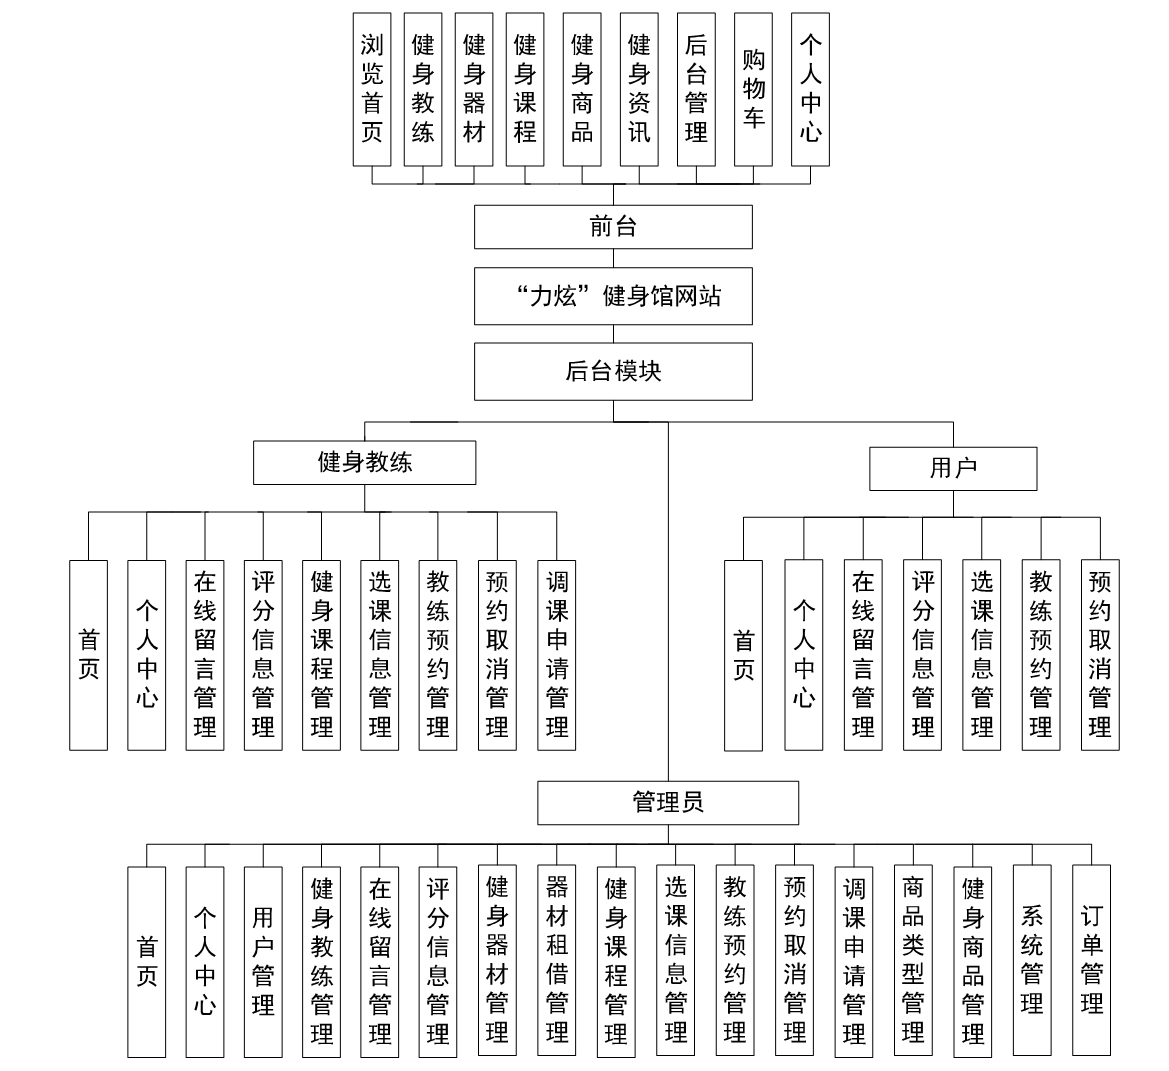 浏览首页
健身教练
健身器材
健身课程
健身商品
健身资讯
后台管理
购物车
个人中心
前台
“力炫”健身馆网站
后台模块
健身教练
用户
首页
个人中心
在线留言管理
评分信息管理
健身课程管理
选课信息管理
教练预约管理
预约取消管理
调课申请管理
首页
个人中心
在线留言管理
评分信息管理
选课信息管理
教练预约管理
预约取消管理
管理员
首页
个人中心
用户管理
健身教练管理
在线留言管理
评分信息管理
健身器材管理
器材租借管理
健身课程管理
选课信息管理
教练预约管理
预约取消管理
调课申请管理
商品类型管理
健身商品管理
系统管理
订单管理